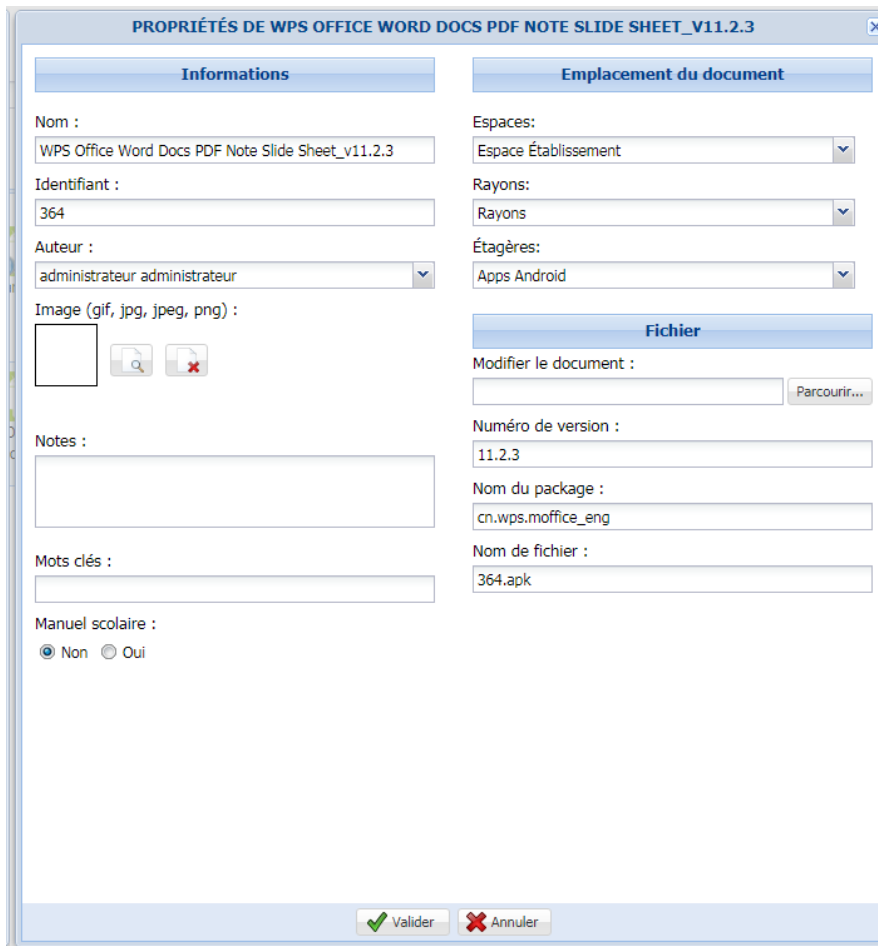 PROPRIÉTÉS DE WPS OFFICE WORD DOCS PDF NOTE SLIDE SHEET_V11.2.3
Informations
Nom :
WPS Office Word Docs PDF Note Slide Sheet_v11.2.3
Identifiant :
364
Auteur :
administrateur administrateur
Image (gif, jpg, jpeg, png) :
Notes :
Mots clés :
Manuel scolaire :
Non Oui
Emplacement du document
Espaces:
Espace Établissement
Rayons:
Rayons
Étagères:
Apps Android
Fichier
Modifier le document :
Parcourir...
Numéro de version :
11.2.3
Nom du package :
cn.wps.moffice_eng
Nom de fichier :
364.apk
Valider Annuler